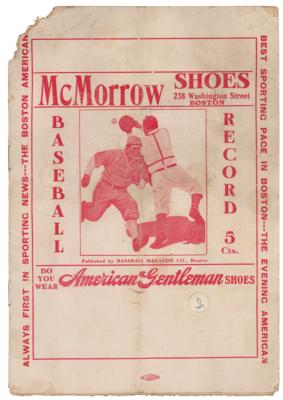 McMorrow SHOES
238 Washington Street
BOSTON
BASEBALL
RECORD
5
Cts.
Published by BASEBALL MAGAZINE CO., Boston
DO YOU WEAR American Gentleman SHOES
ALWAYS FIRST IN SPORTING NEWS---THE BOSTON AMERICAN
BEST SPORTING PAGE IN BOSTON---THE EVENING AMERICAN